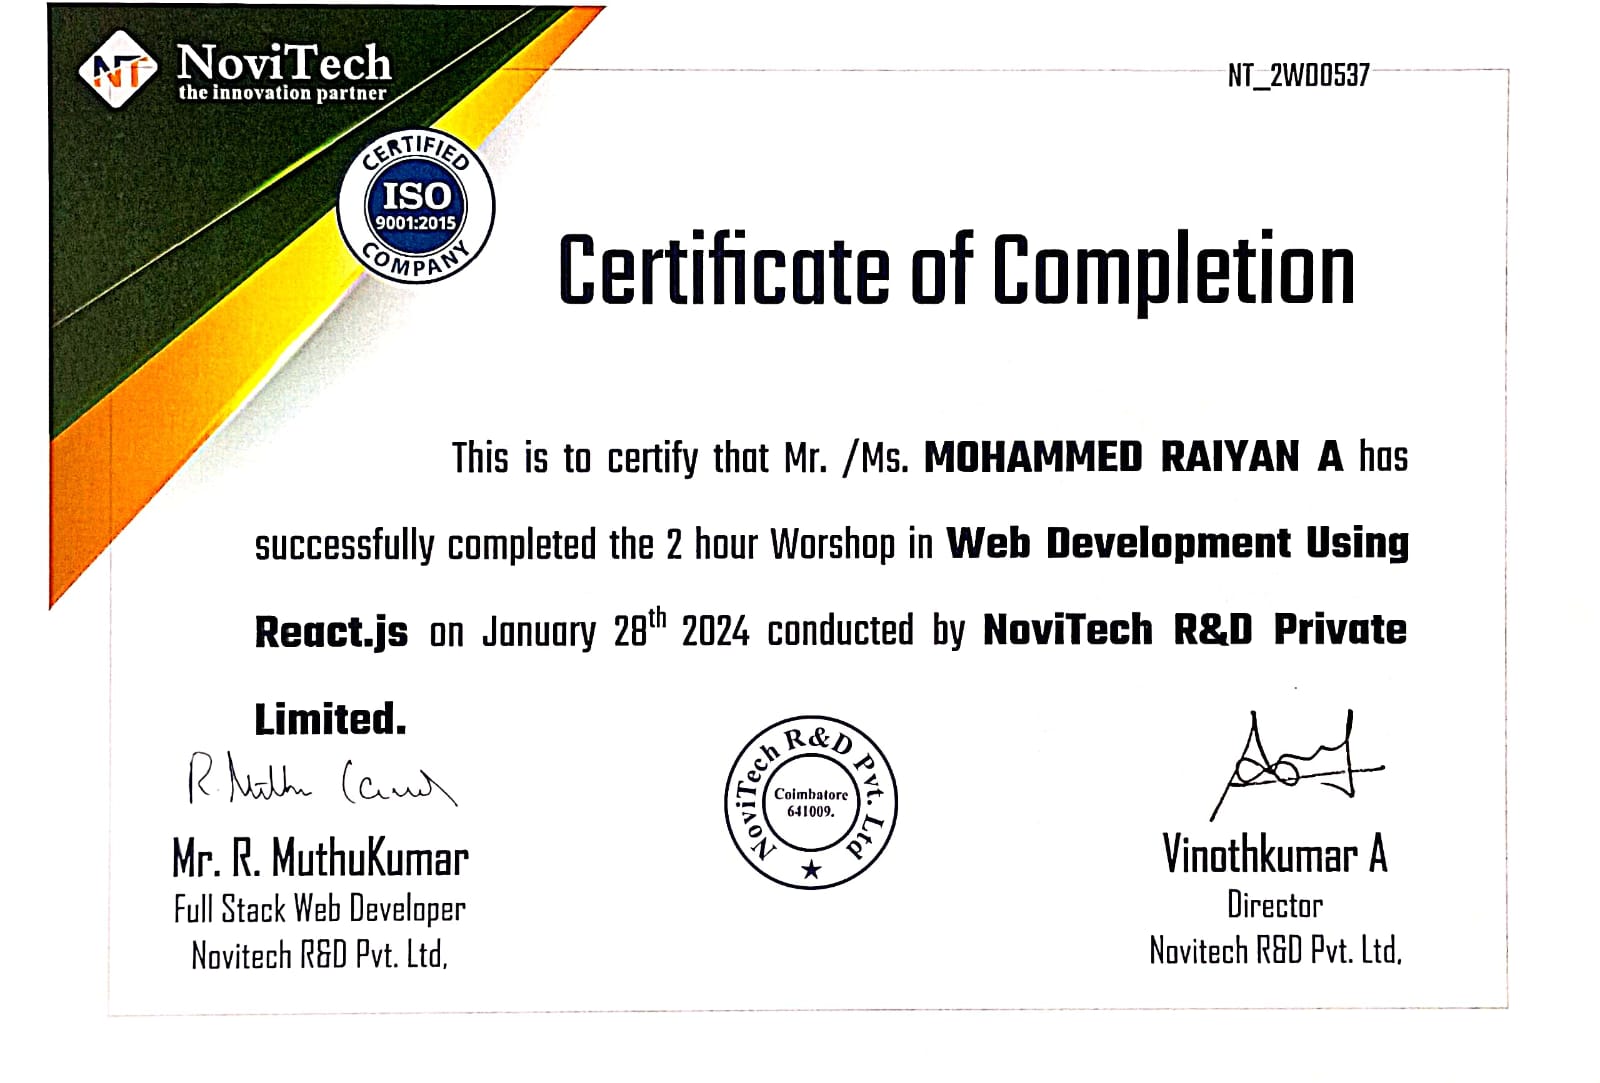 NT
NoviTech
the innovation partner
NT_2WD0537
CERTIFIED
ISO
9001:2015
COMPANY
Certificate of Completion
This is to certify that Mr. /Ms. MOHAMMED RAIYAN A has
successfully completed the 2 hour Worshop in Web Development Using
React.js on January 28th 2024 conducted by NoviTech R&D Private
Limited.
R. Muthu Kumar
NoviTech R&D Pvt. Ltd
Coimbatore
641009.
Mr. R. MuthuKumar
Full Stack Web Developer
Novitech R&D Pvt. Ltd,
Vinothkumar A
Director
Novitech R&D Pvt. Ltd,